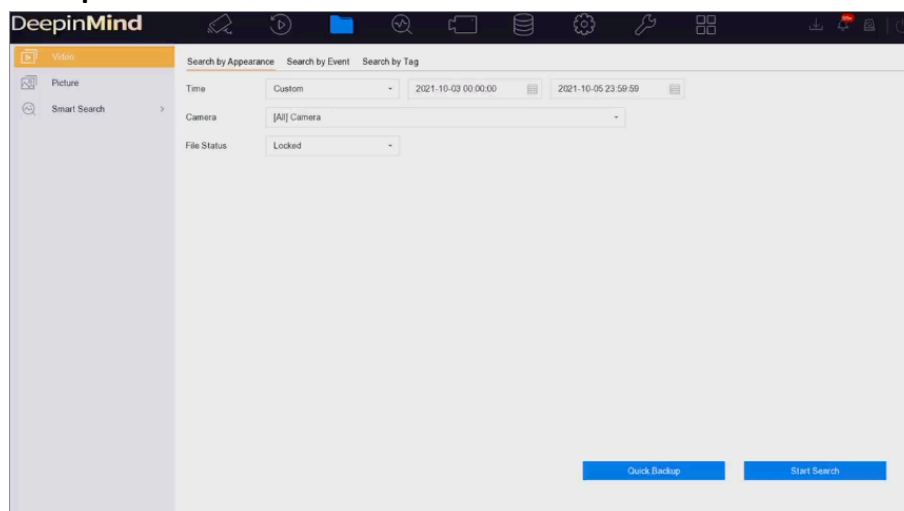 DeepinMind
Video
Picture
Smart Search
Search by Appearance Search by Event Search by Tag
Time Custom 2021-10-03 00:00:00 2021-10-05 23:59:59
Camera [All] Camera
File Status Locked
Quick Backup Start Search